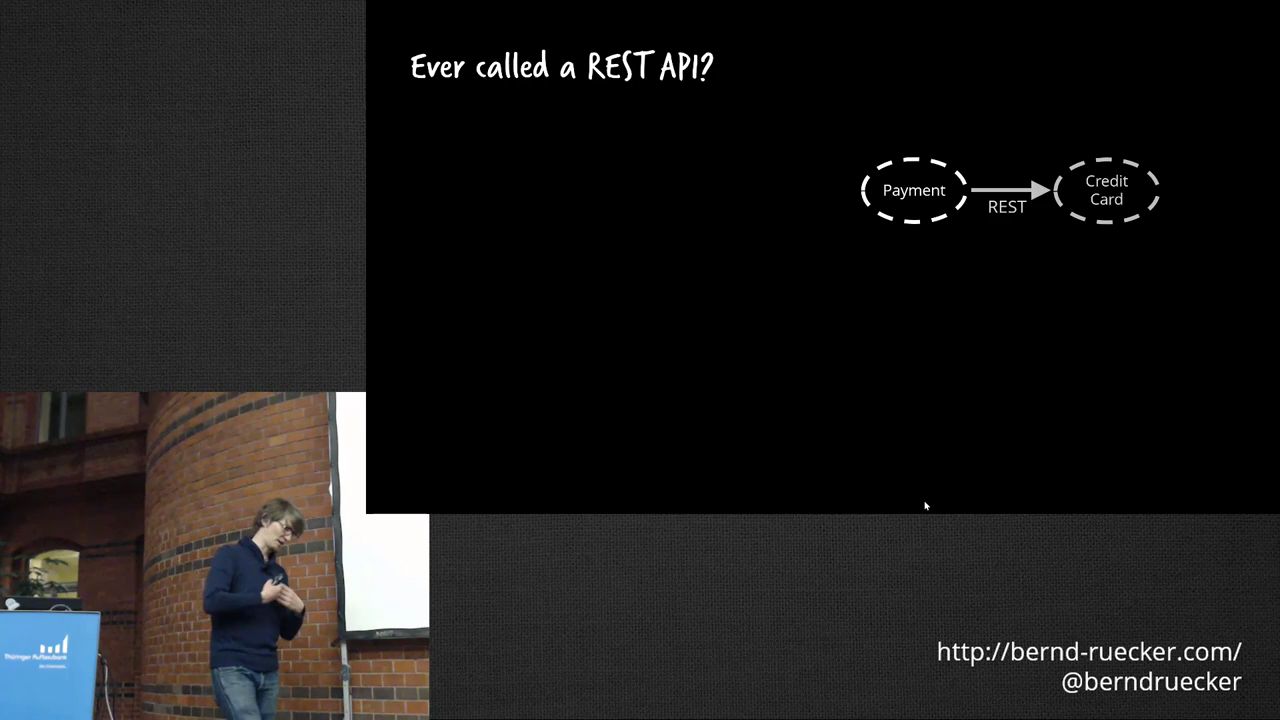 Ever called a REST API?
Payment
REST
Credit
Card
http://bernd-ruecker.com/
@berndruecker